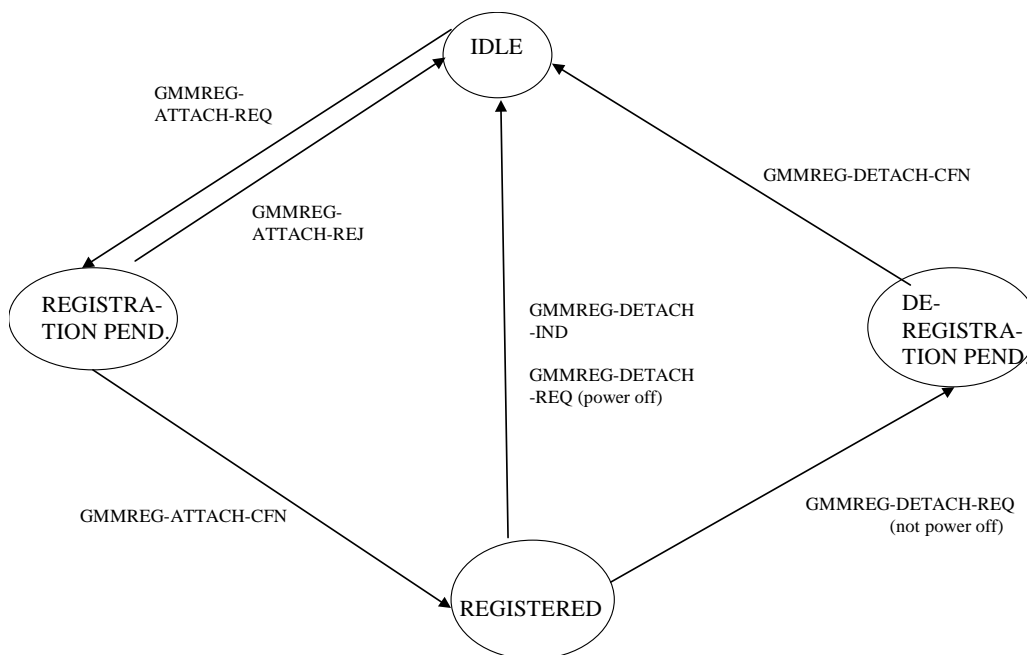 IDLE
GMMREG-
ATTACH-REQ
GMMREG-DETACH-CFN
GMMREG-
ATTACH-REJ
REGISTRA-
TION PEND.
GMMREG-DETACH
-IND
GMMREG-DETACH
-REQ (power off)
DE-
REGISTRA-
TION PEND.
GMMREG-ATTACH-CFN
GMMREG-DETACH-REQ
(not power off)
REGISTERED